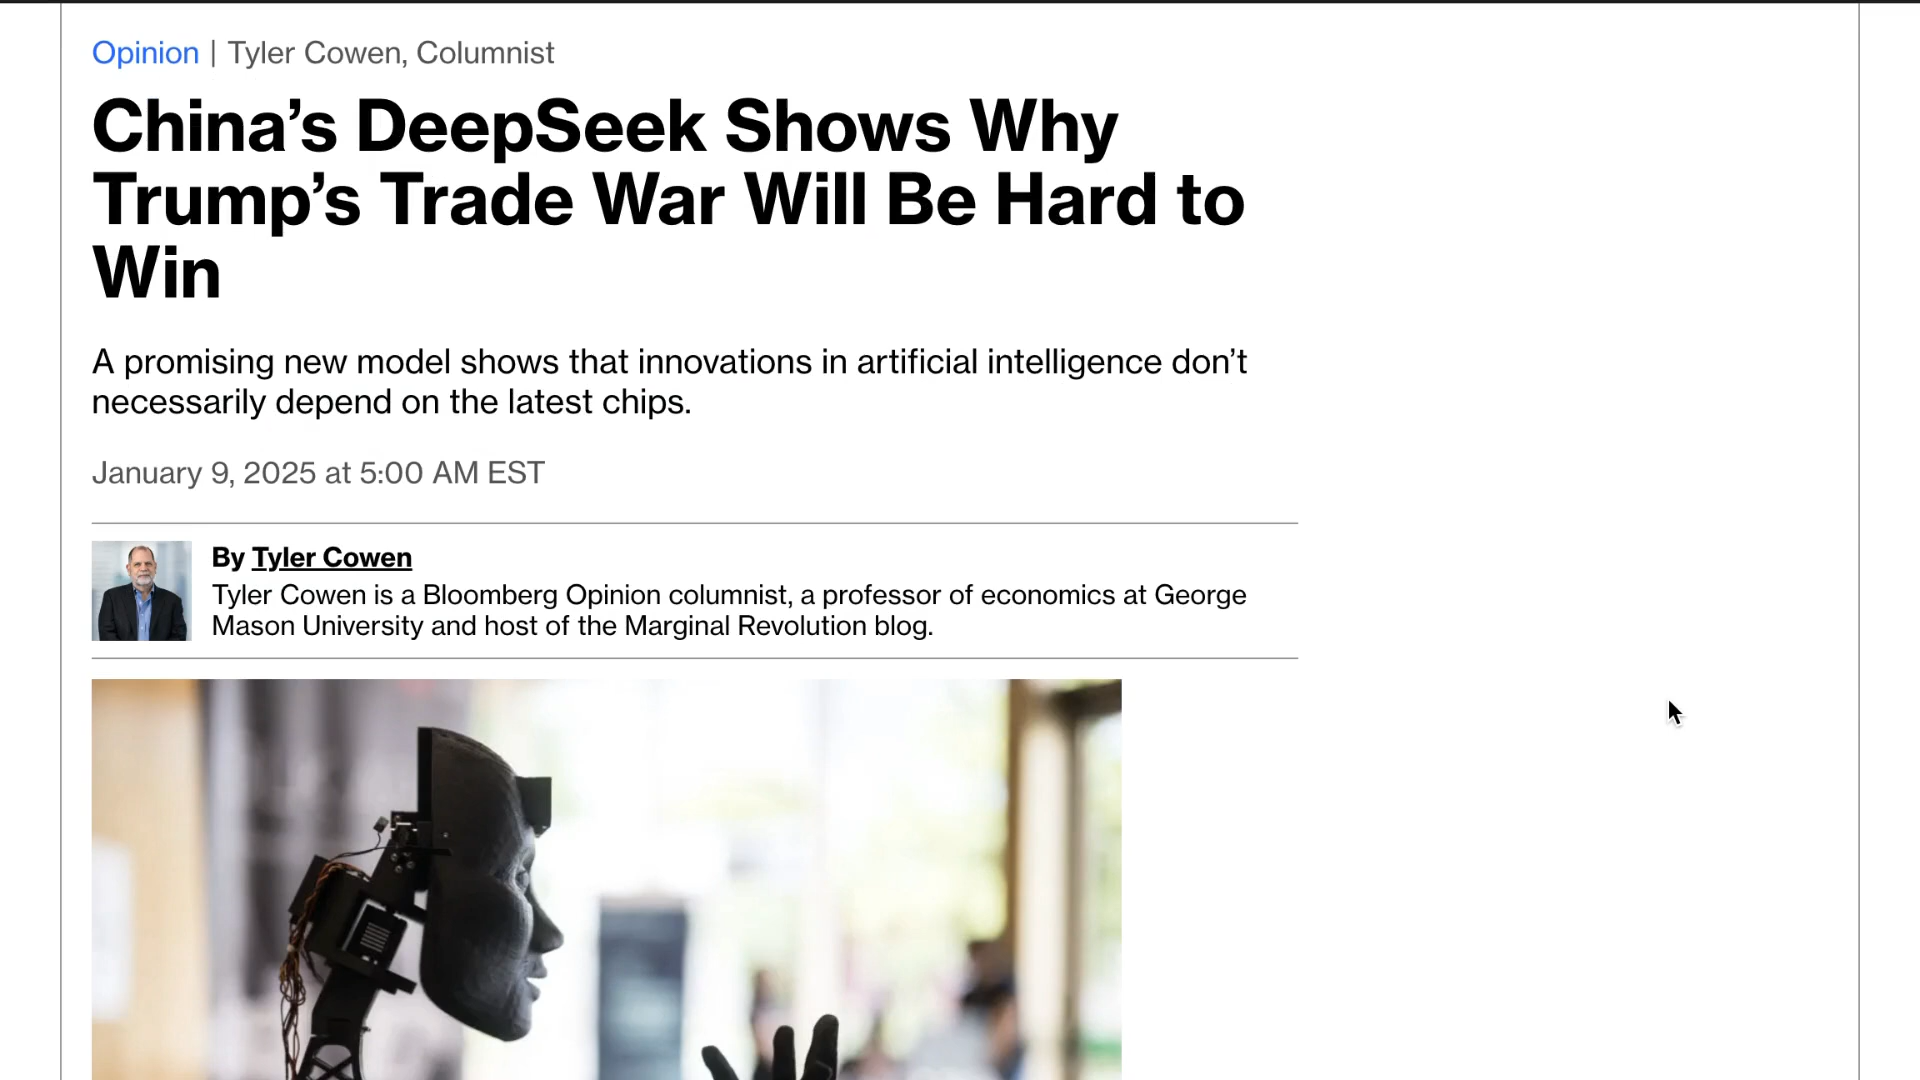 Opinion | Tyler Cowen, Columnist
China’s DeepSeek Shows Why
Trump’s Trade War Will Be Hard to
Win
A promising new model shows that innovations in artificial intelligence don’t
necessarily depend on the latest chips.
January 9, 2025 at 5:00 AM EST
By Tyler Cowen
Tyler Cowen is a Bloomberg Opinion columnist, a professor of economics at George
Mason University and host of the Marginal Revolution blog.